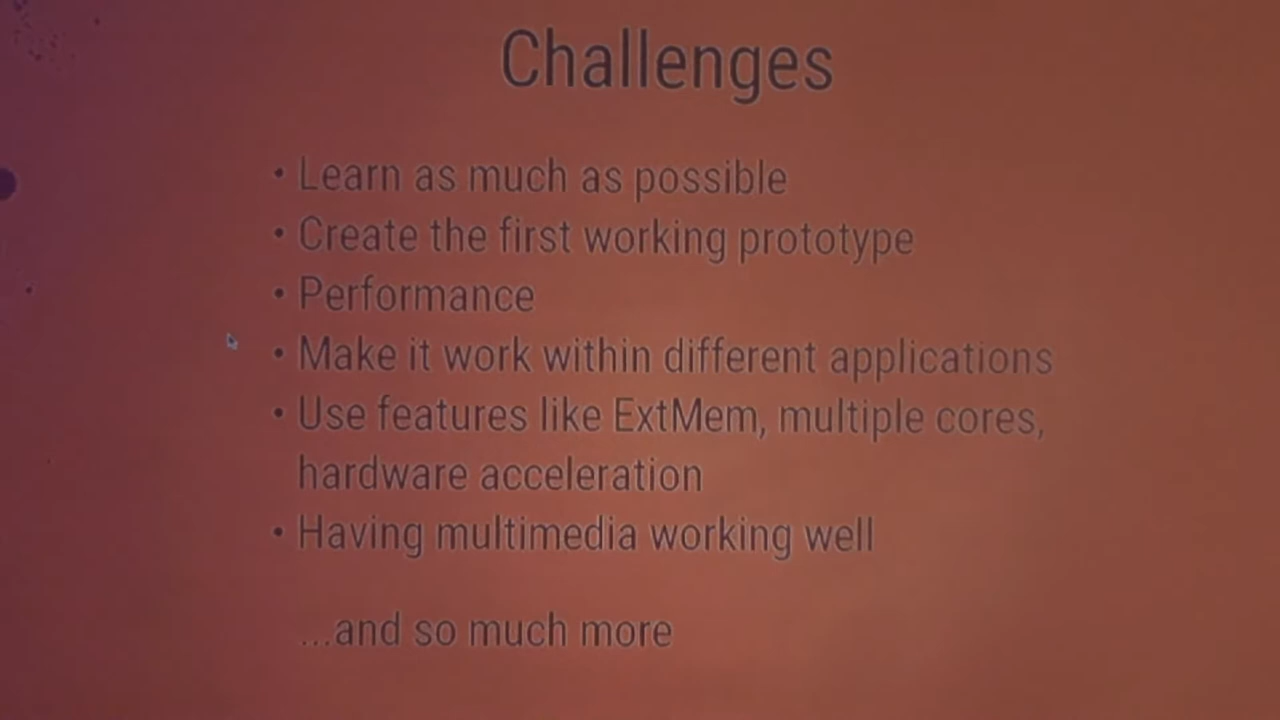 Challenges
• Learn as much as possible
• Create the first working prototype
• Performance
• Make it work within different applications
• Use features like ExtMem, multiple cores,
hardware acceleration
• Having multimedia working well
...and so much more